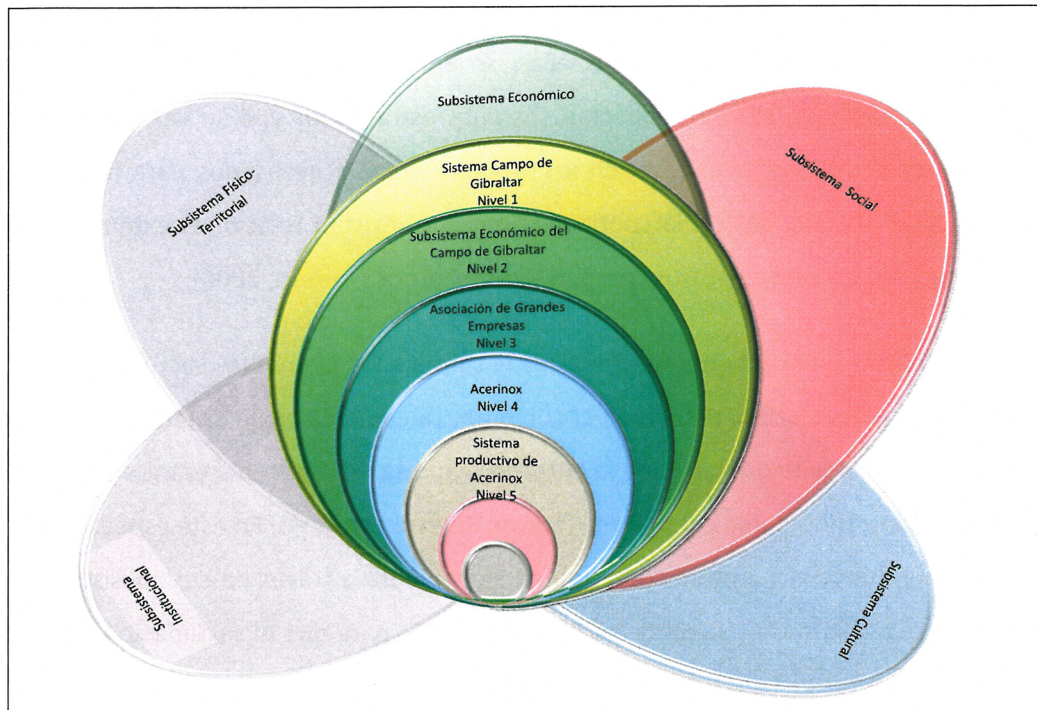 Subsistema Económico
Subsistema Físico-
Territorial
Subsistema Social
Sistema Campo de
Gibraltar
Nivel 1
Subsistema Económico del
Campo de Gibraltar
Nivel 2
Asociación de Grandes
Empresas
Nivel 3
Acerinox
Nivel 4
Sistema
productivo de
Acerinox
Nivel 5
Subsistema
Institucional
Subsistema Cultural